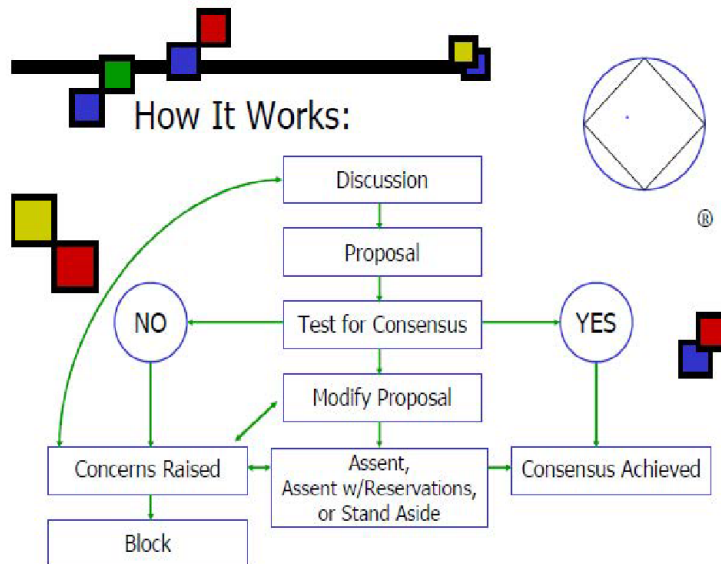 How It Works:
Discussion
®
Proposal
NO
Test for Consensus
YES
Modify Proposal
Concerns Raised
Assent,
Assent w/Reservations,
or Stand Aside
Consensus Achieved
Block